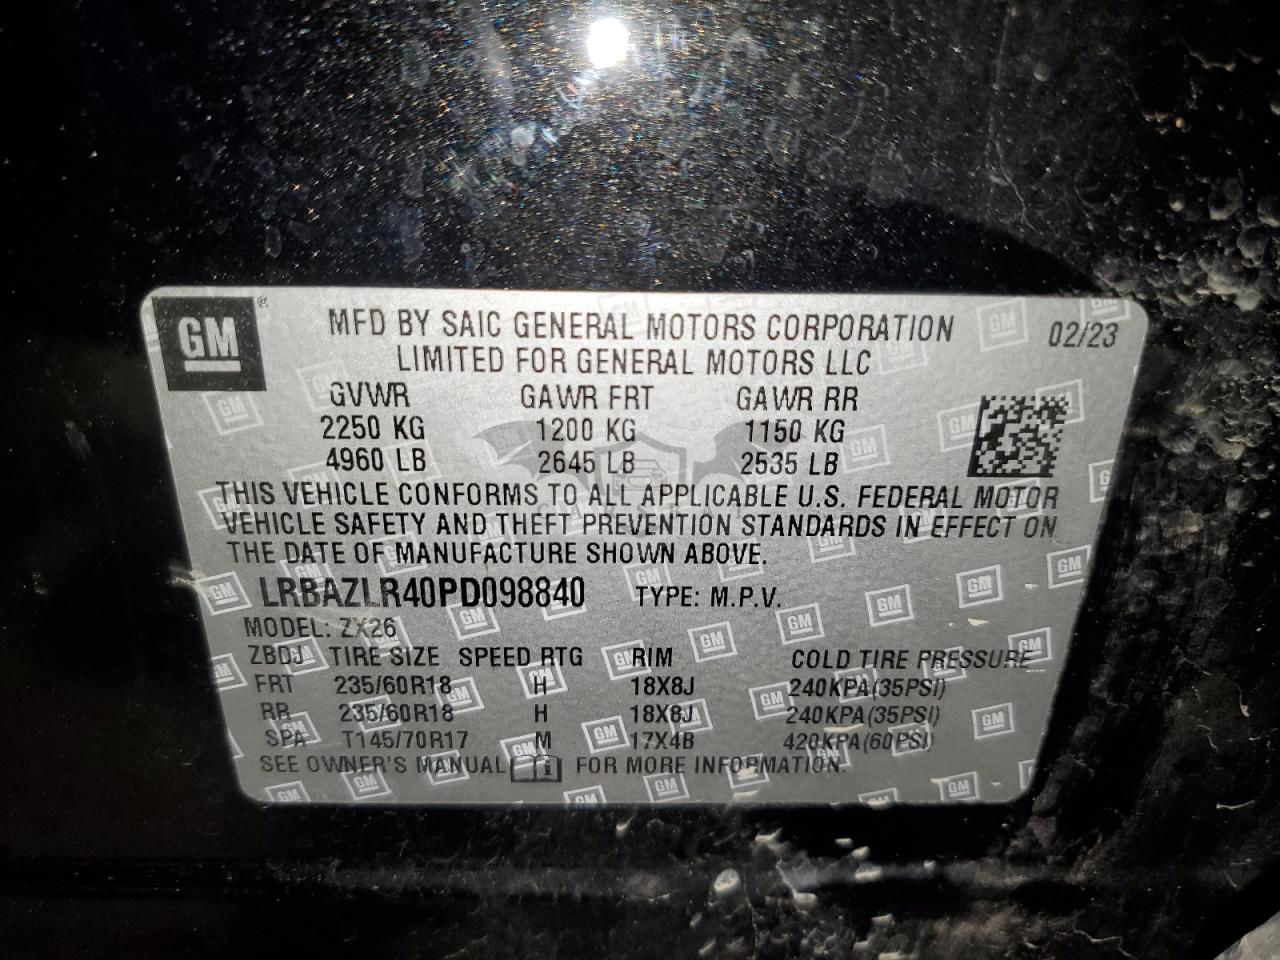 GM ® MFD BY SAIC GENERAL MOTORS CORPORATION 02/23
LIMITED FOR GENERAL MOTORS LLC
GVWR GAWR FRT GAWR RR
2250 KG 1200 KG 1150 KG
4960 LB 2645 LB 2535 LB
THIS VEHICLE CONFORMS TO ALL APPLICABLE U.S. FEDERAL MOTOR
VEHICLE SAFETY AND THEFT PREVENTION STANDARDS IN EFFECT ON
THE DATE OF MANUFACTURE SHOWN ABOVE.
LRBAZLR40PD098840 TYPE: M.P.V.
MODEL: ZX26
ZBDJ TIRE SIZE SPEED RTG RIM COLD TIRE PRESSURE
FRT 235/60R18 H 18X8J 240KPA(35PSI)
RR 235/60R18 H 18X8J 240KPA(35PSI)
SPA T145/70R17 M 17X4B 420KPA(60PSI)
SEE OWNER'S MANUAL FOR MORE INFORMATION.